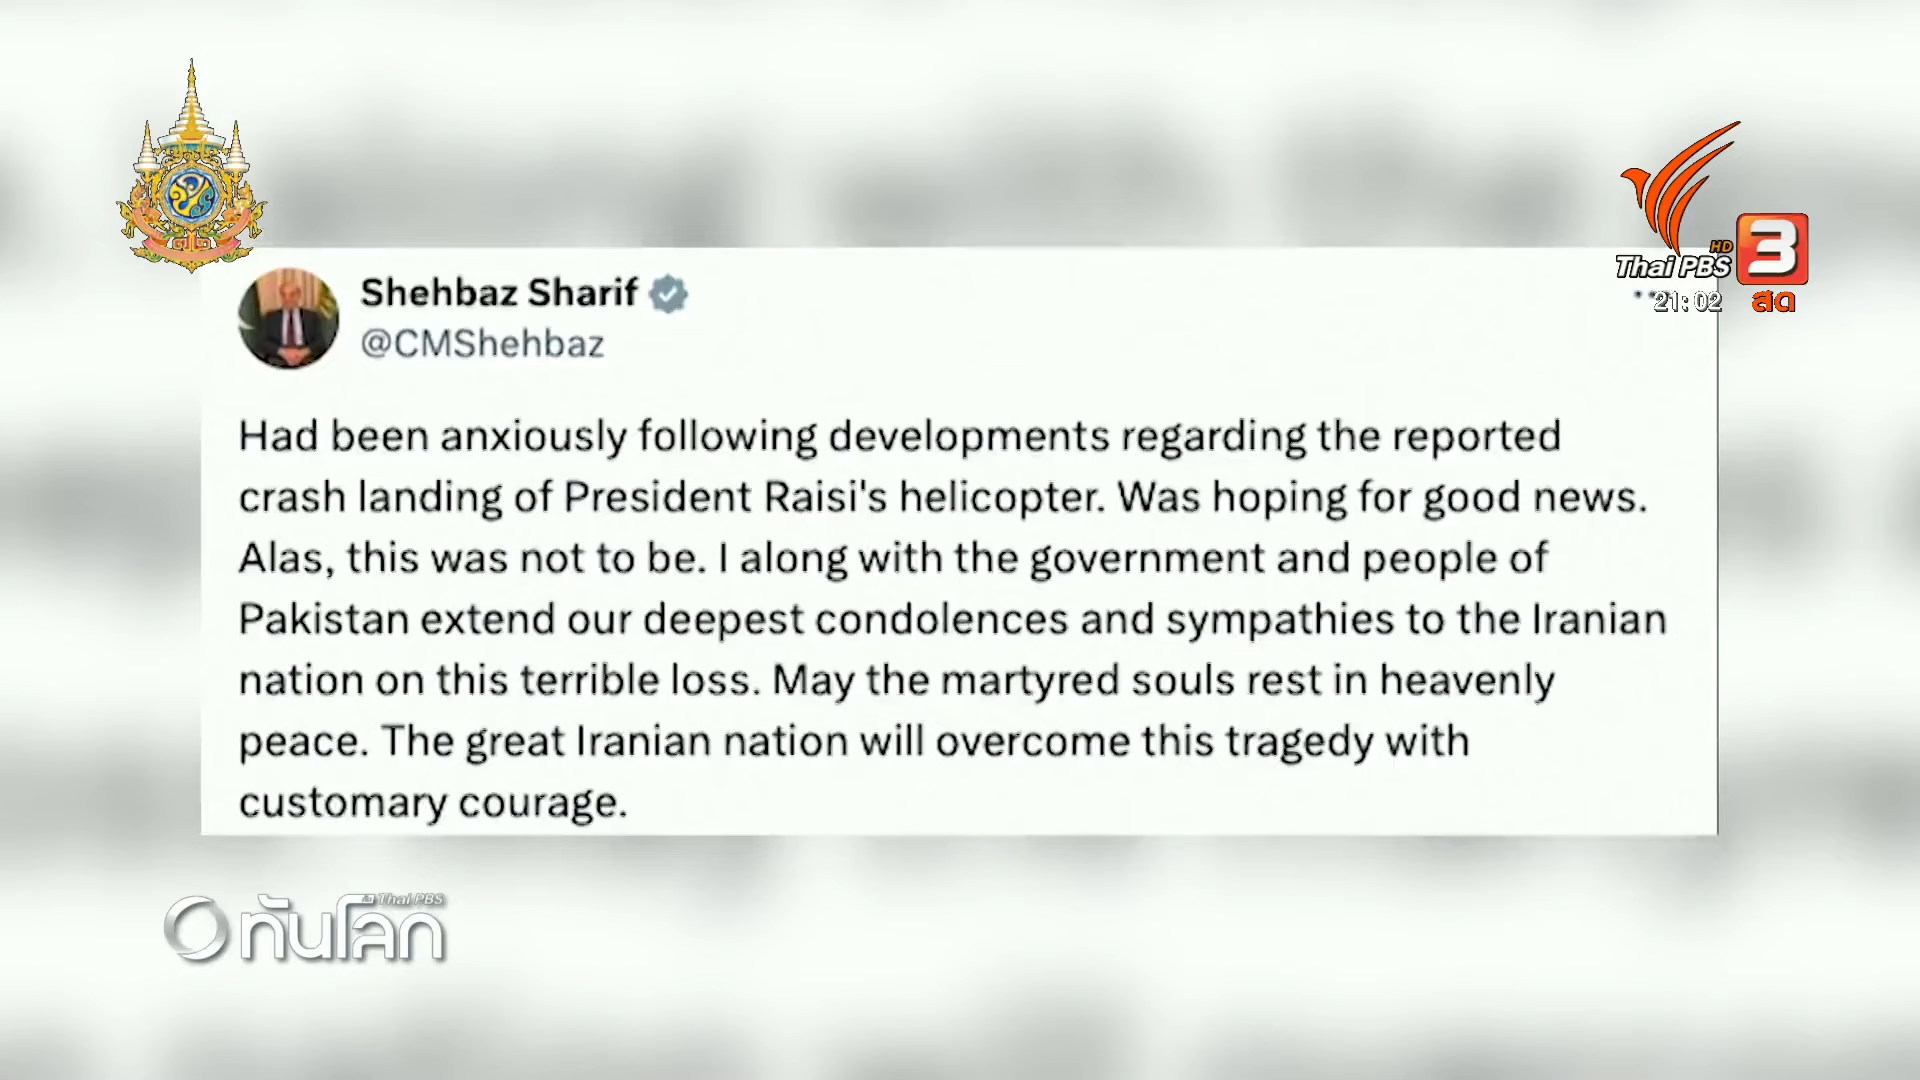 Shehbaz Sharif
@CMShehbaz
Had been anxiously following developments regarding the reported
crash landing of President Raisi's helicopter. Was hoping for good news.
Alas, this was not to be. I along with the government and people of
Pakistan extend our deepest condolences and sympathies to the Iranian
nation on this terrible loss. May the martyred souls rest in heavenly
peace. The great Iranian nation will overcome this tragedy with
customary courage.
HD
Thai PBS 3
21:02 สด
ที่ Thai PBS
ทันโลก